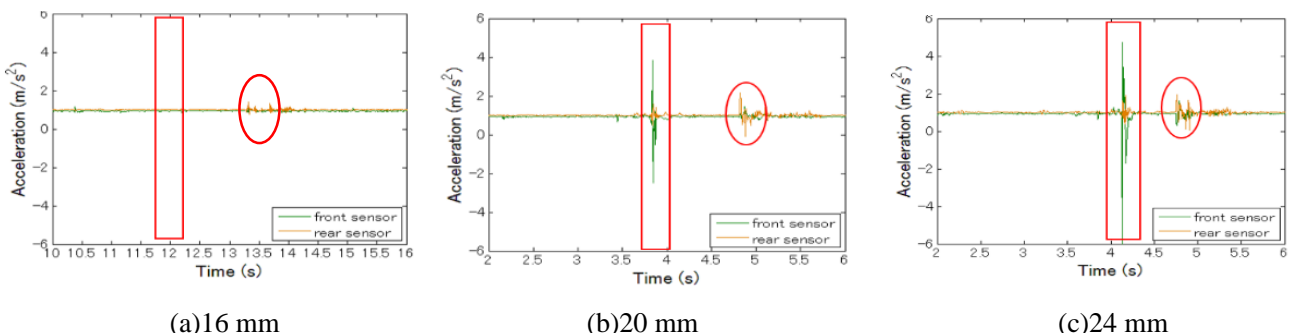 Acceleration (m/s²)
6
4
2
0
−2
−4
−6
10 10.5 11 11.5 12 12.5 13 13.5 14 14.5 15 15.5 16
Time (s)
front sensor
rear sensor
(a)16 mm
Acceleration (m/s²)
6
4
2
0
−2
−4
−6
2 2.5 3 3.5 4 4.5 5 5.5 6
Time (s)
front sensor
rear sensor
(b)20 mm
Acceleration (m/s²)
6
4
2
0
−2
−4
−6
2 2.5 3 3.5 4 4.5 5 5.5 6
Time (s)
front sensor
rear sensor
(c)24 mm